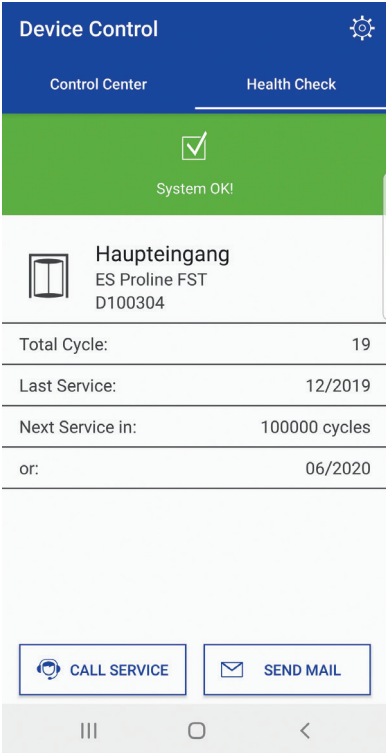 Device Control
Control Center Health Check
System OK!
Haupteingang
ES Proline FST
D100304
Total Cycle: 19
Last Service: 12/2019
Next Service in: 100000 cycles
or: 06/2020
CALL SERVICE SEND MAIL